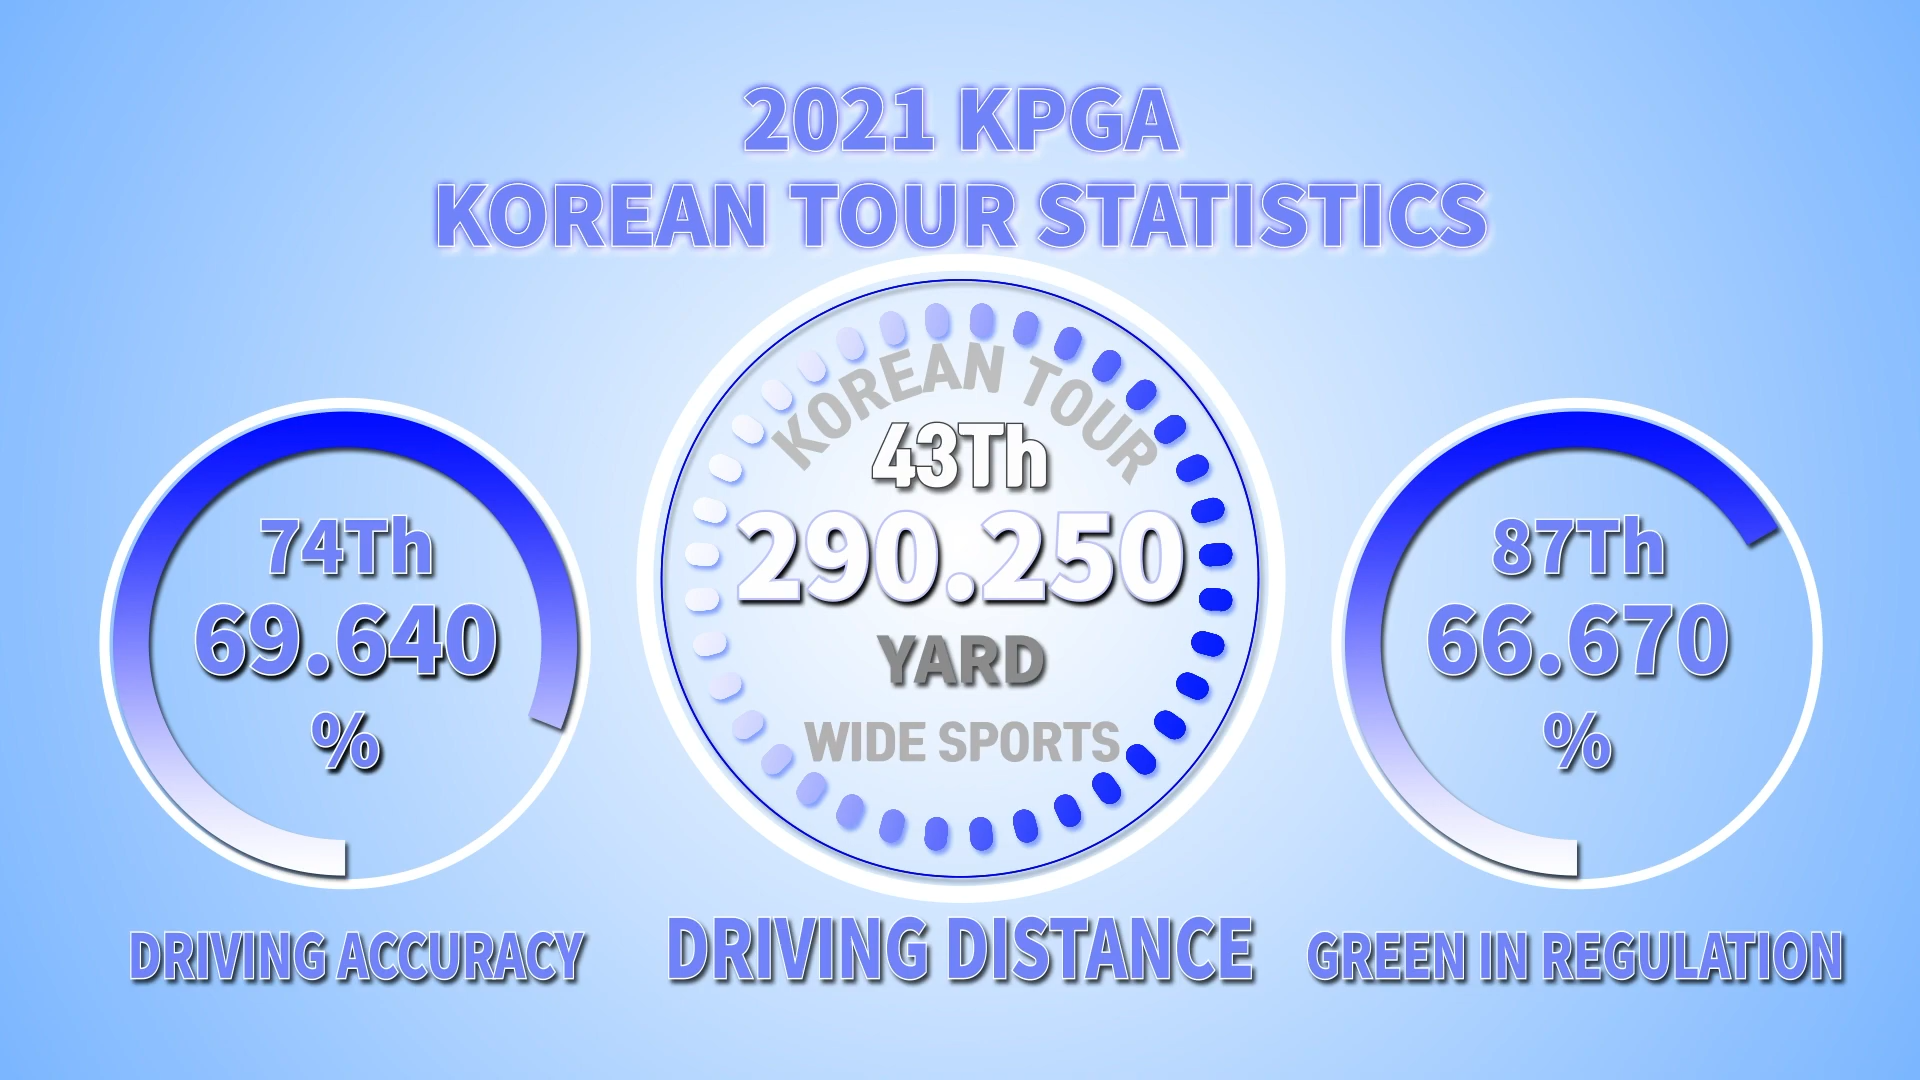 2021 KPGA
KOREAN TOUR STATISTICS
74Th
69.640
%
DRIVING ACCURACY
KOREAN TOUR
43Th
290.250
YARD
WIDE SPORTS
DRIVING DISTANCE
87Th
66.670
%
GREEN IN REGULATION